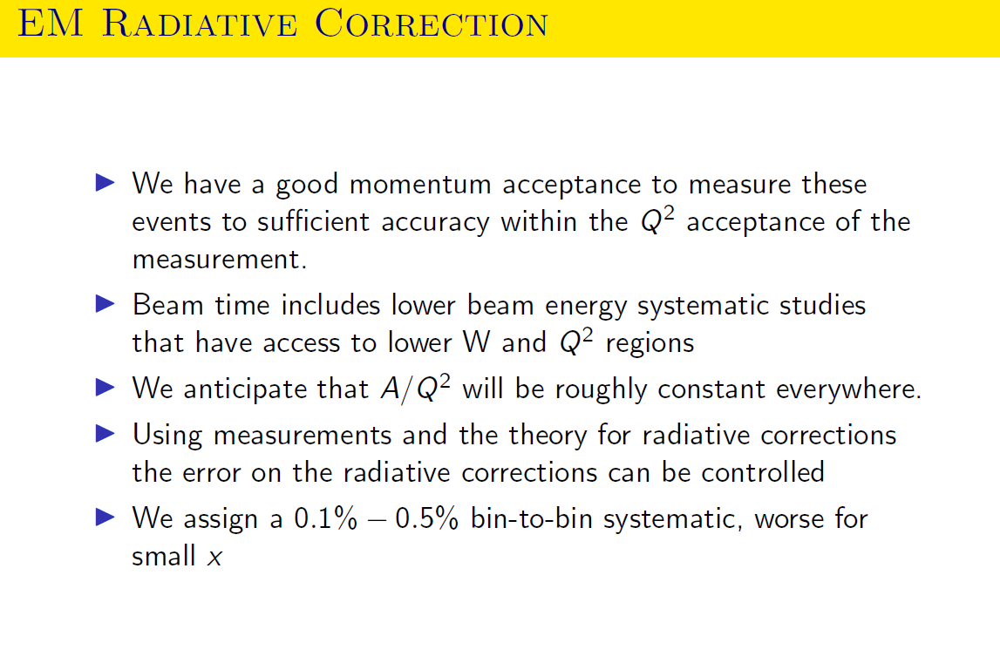 EM Radiative Correction
We have a good momentum acceptance to measure these
events to sufficient accuracy within the Q² acceptance of the
measurement.
Beam time includes lower beam energy systematic studies
that have access to lower W and Q² regions
We anticipate that A/Q² will be roughly constant everywhere.
Using measurements and the theory for radiative corrections
the error on the radiative corrections can be controlled
We assign a 0.1% – 0.5% bin-to-bin systematic, worse for
small x